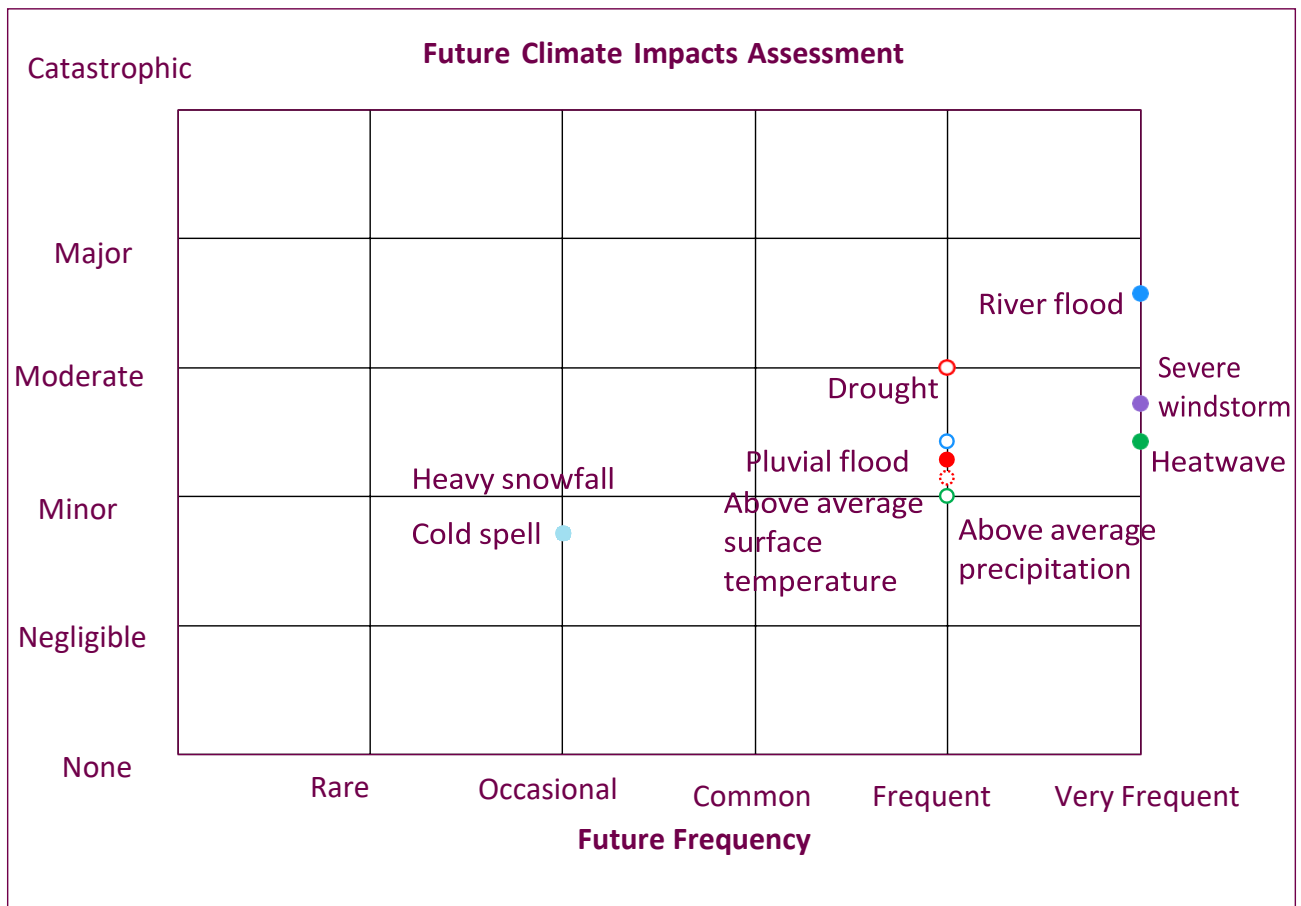 Future Climate Impacts Assessment
Catastrophic
Major
River flood
Moderate
Severe
windstorm
Drought
Heatwave
Pluvial flood
Heavy snowfall
Minor
Above average
surface
temperature
Above average
precipitation
Cold spell
Negligible
None
Rare
Occasional
Common
Frequent
Very Frequent
Future Frequency